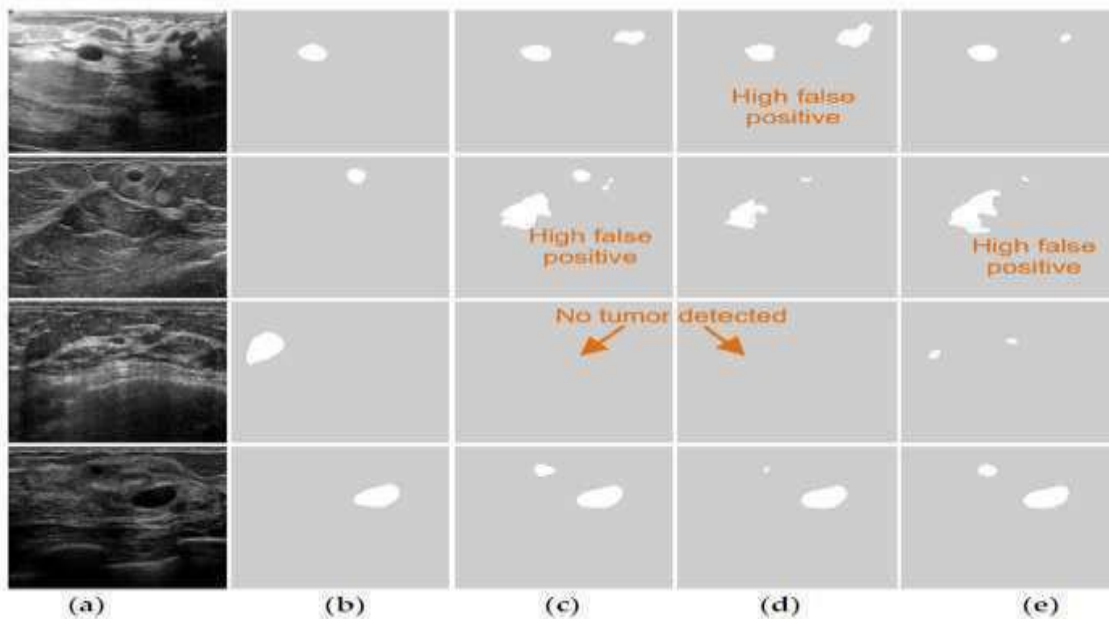 High false
positive
High false
positive
High false
positive
No tumor detected
(a) (b) (c) (d) (e)